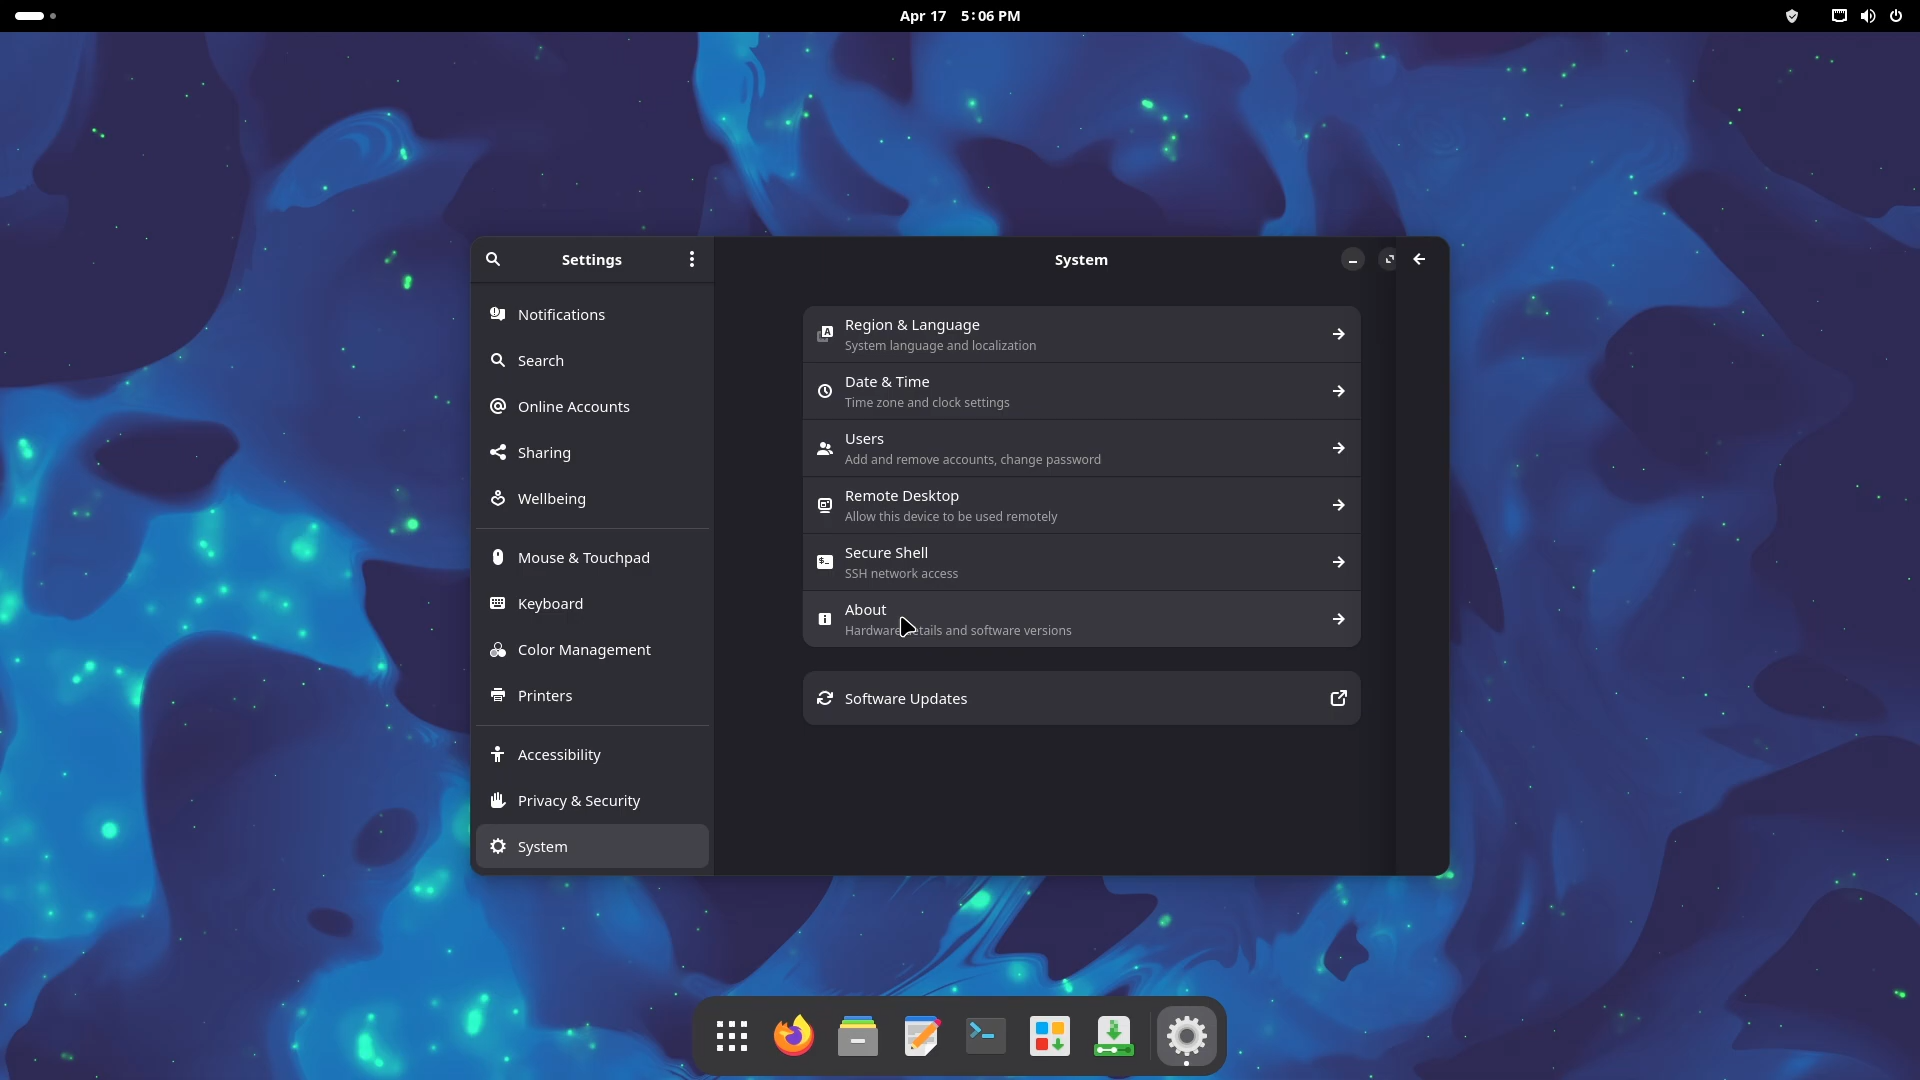 Apr 17 5:06 PM
Settings
System
Notifications
Search
Online Accounts
Sharing
Wellbeing
Mouse & Touchpad
Keyboard
Color Management
Printers
Accessibility
Privacy & Security
System
Region & Language
System language and localization
Date & Time
Time zone and clock settings
Users
Add and remove accounts, change password
Remote Desktop
Allow this device to be used remotely
Secure Shell
SSH network access
About
Hardware details and software versions
Software Updates